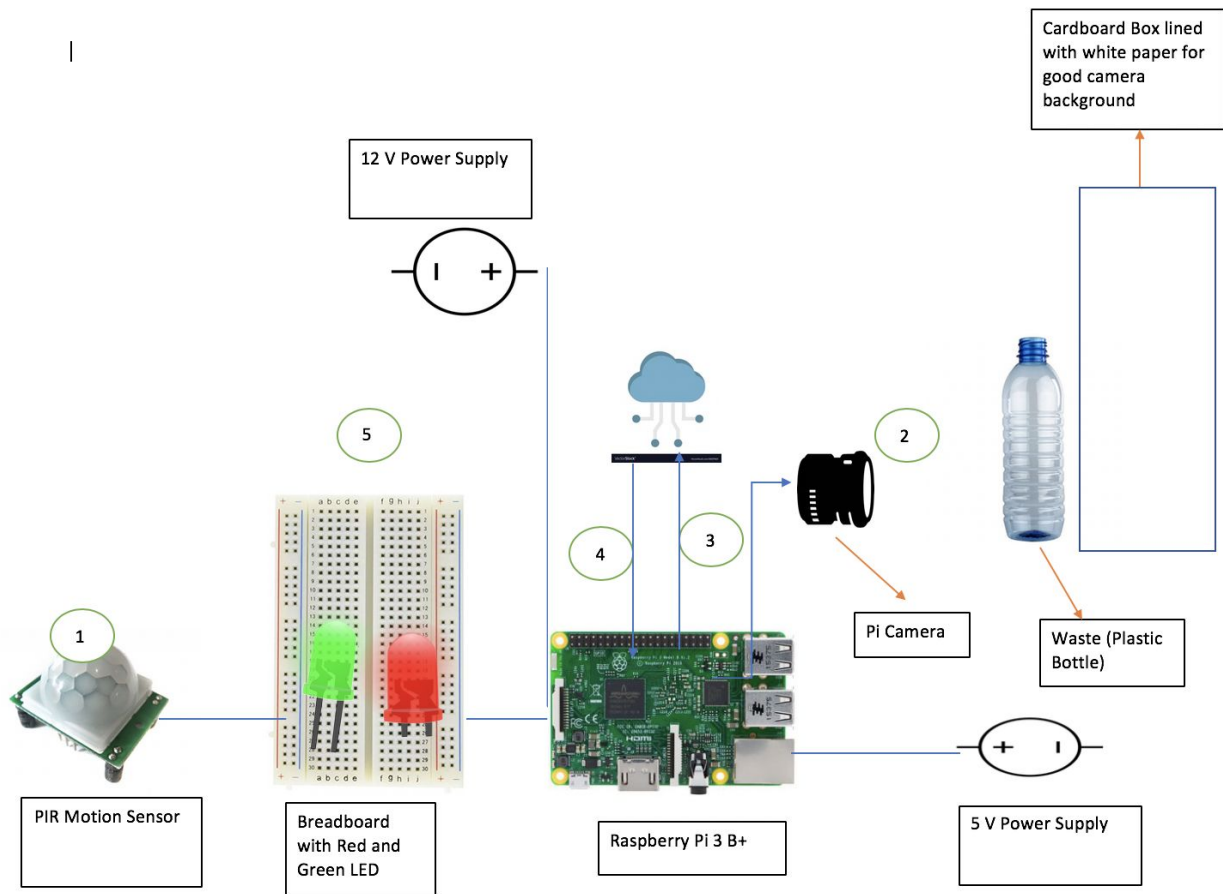 Cardboard Box lined
with white paper for
good camera
background
12 V Power Supply
5
2
4
3
1
a b c d e
f g h i j
Pi Camera
Waste (Plastic
Bottle)
HDMI
PIR Motion Sensor
Breadboard
with Red and
Green LED
Raspberry Pi 3 B+
5 V Power Supply